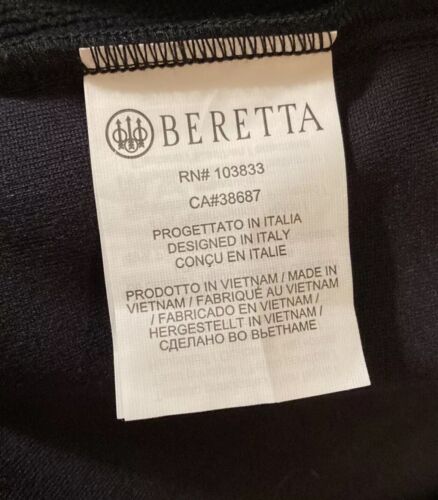 BERETTA
RN# 103833
CA#38687
PROGETTATO IN ITALIA
DESIGNED IN ITALY
CONÇU EN ITALIE
PRODOTTO IN VIETNAM / MADE IN
VIETNAM / FABRIQUÉ AU VIETNAM
/ FABRICADO EN VIETNAM /
HERGESTELLT IN VIETNAM /
СДЕЛАНО ВО ВЬЕТНАМЕ